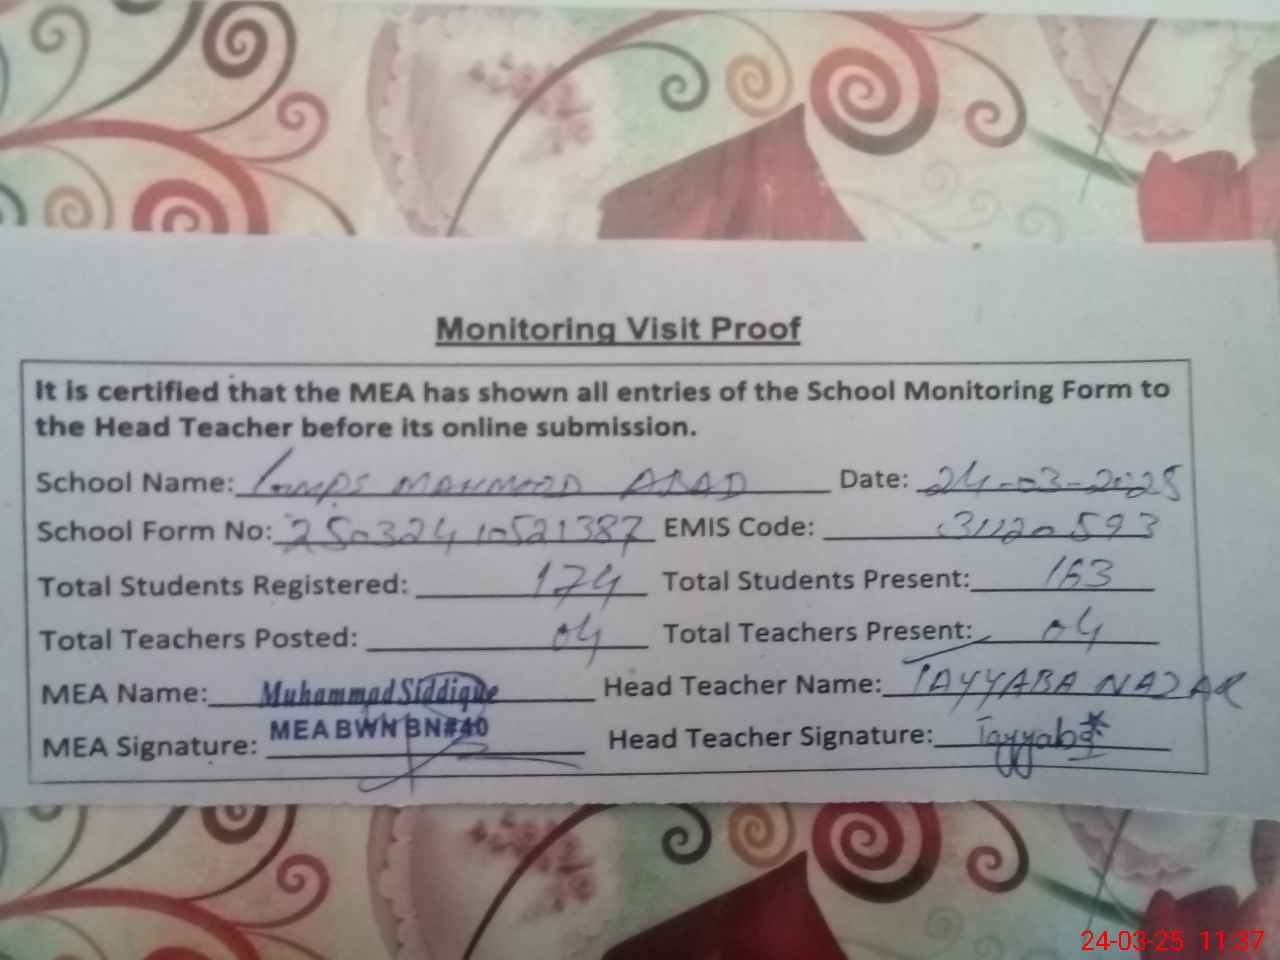 Monitoring Visit Proof
It is certified that the MEA has shown all entries of the School Monitoring Form to
the Head Teacher before its online submission.
School Name: MAHMOOD ABAD Date: 24-03-2025
School Form No: 25032410521387 EMIS Code: 31120593
Total Students Registered: 174 Total Students Present: 163
Total Teachers Posted: 04 Total Teachers Present: 04
MEA Name: Muhammad Siddique Head Teacher Name: TAYYABA NAZAR
MEA BWN BN#40
MEA Signature: Head Teacher Signature: Tayyaba
24-03-25 11:37